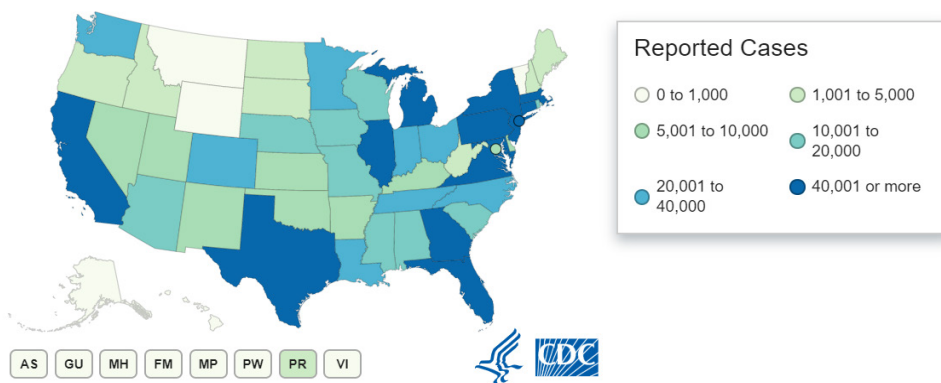 Reported Cases
0 to 1,000
1,001 to 5,000
5,001 to 10,000
10,001 to
20,000
20,001 to
40,000
40,001 or more
AS GU MH FM MP PW PR VI
CDC